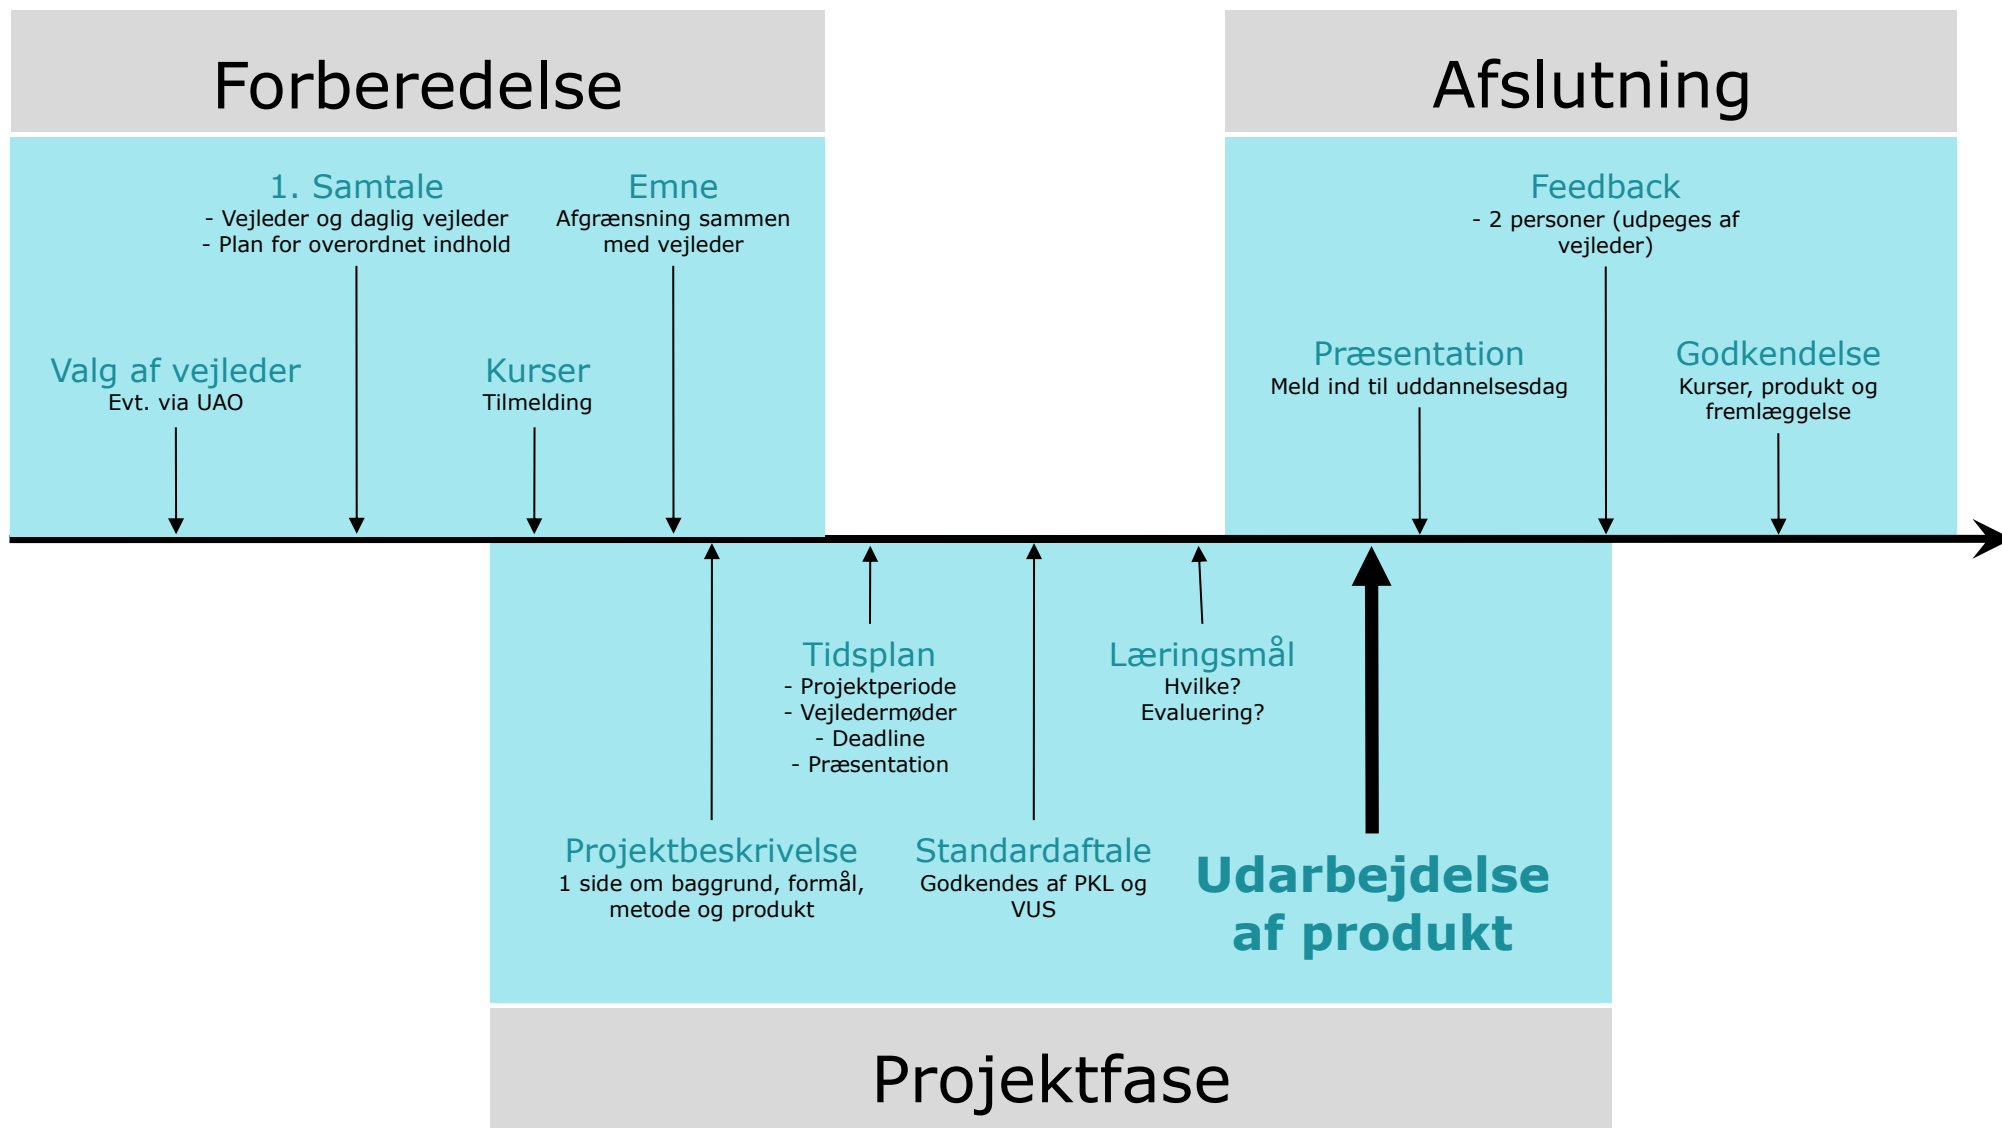 Forberedelse
Afslutning
1. Samtale
- Vejleder og daglig vejleder
- Plan for overordnet indhold
Emne
Afgrænsning sammen
med vejleder
Valg af vejleder
Evt. via UAO
Kurser
Tilmelding
Feedback
- 2 personer (udpeges af
vejleder)
Præsentation
Meld ind til uddannelsesdag
Godkendelse
Kurser, produkt og
fremlæggelse
Tidsplan
- Projektperiode
- Vejledermøder
- Deadline
- Præsentation
Læringsmål
Hvilke?
Evaluering?
Projektbeskrivelse
1 side om baggrund, formål,
metode og produkt
Standardaftale
Godkendes af PKL og
VUS
Udarbejdelse
af produkt
Projektfase